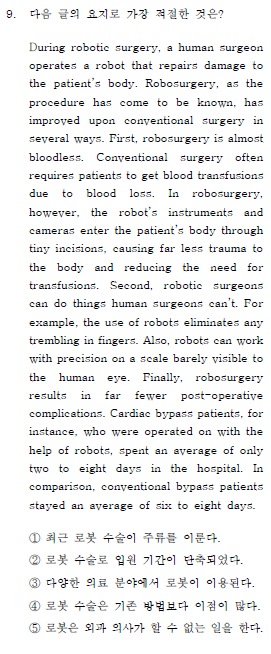 9. 다음 글의 요지로 가장 적절한 것은?
During robotic surgery, a human surgeon
operates a robot that repairs damage to
the patient's body. Robosurgery, as the
procedure has come to be known, has
improved upon conventional surgery in
several ways. First, robosurgery is almost
bloodless. Conventional surgery often
requires patients to get blood transfusions
due to blood loss. In robosurgery,
however, the robot's instruments and
cameras enter the patient's body through
tiny incisions, causing far less trauma to
the body and reducing the need for
transfusions. Second, robotic surgeons
can do things human surgeons can't. For
example, the use of robots eliminates any
trembling in fingers. Also, robots can work
with precision on a scale barely visible to
the human eye. Finally, robosurgery
results in far fewer post-operative
complications. Cardiac bypass patients, for
instance, who were operated on with the
help of robots, spent an average of only
two to eight days in the hospital. In
comparison, conventional bypass patients
stayed an average of six to eight days.
① 최근 로봇 수술이 주류를 이룬다.
② 로봇 수술로 입원 기간이 단축되었다.
③ 다양한 의료 분야에서 로봇이 이용된다.
④ 로봇 수술은 기존 방법보다 이점이 많다.
⑤ 로봇은 외과 의사가 할 수 없는 일을 한다.